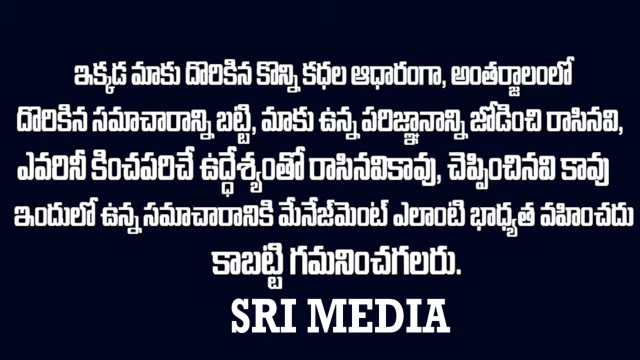 ఇక్కడ మాకు దొరికిన కొన్ని కధల ఆధారంగా, అంతర్జాలంలో
దొరికిన సమాచారాన్ని బట్టి, మాకు ఉన్న పరిజ్ఞానాన్ని జోడించి రాసినవి,
ఎవరినీ కించపరిచే ఉద్ధేశ్యంతో రాసినవికావు, చెప్పించినవి కావు
ఇందులో ఉన్న సమాచారానికి మేనేజ్‌మెంట్ ఎలాంటి భాధ్యత వహించదు
కాబట్టి గమనించగలరు.
SRI MEDIA